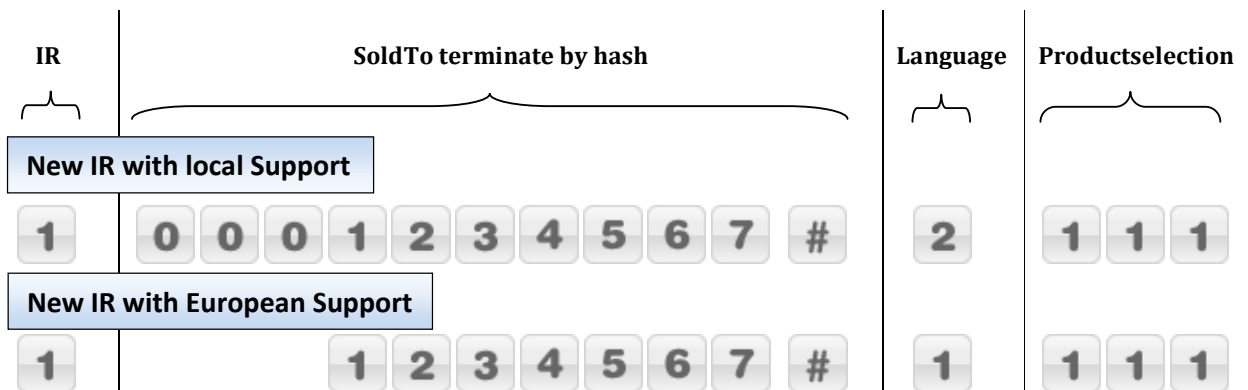 IR SoldTo terminate by hash Language Productselection
New IR with local Support
1 0 0 0 1 2 3 4 5 6 7 # 2 1 1 1
New IR with European Support
1 1 2 3 4 5 6 7 # 1 1 1 1